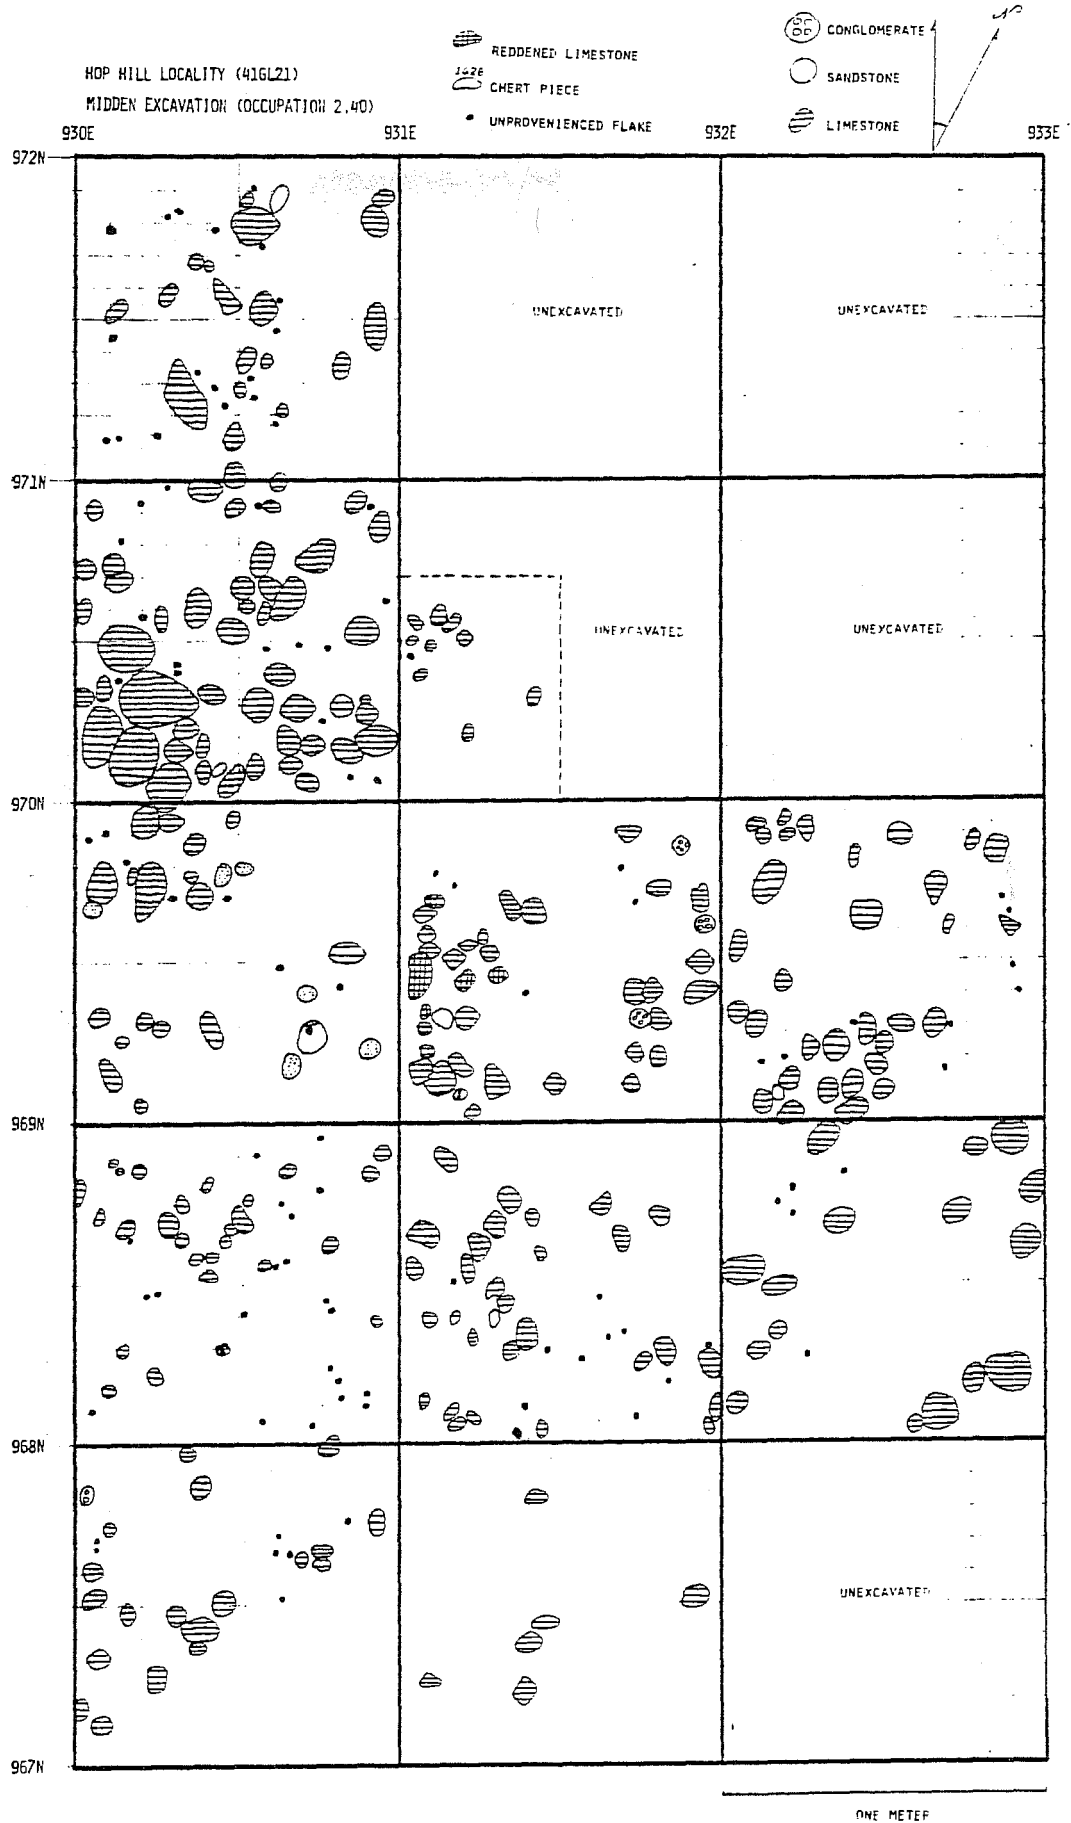 HOP HILL LOCALITY (41GL21)
MIDDEN EXCAVATION (OCCUPATION 2.40)
REDDENED LIMESTONE
1628
CHERT PIECE
UNPROVENIENCED FLAKE
CONGLOMERATE
SANDSTONE
LIMESTONE
N
930E 931E 932E 933E
972N
UNEXCAVATED UNEXCAVATED
971N
UNEXCAVATED UNEXCAVATED
970N
969N
968N
UNEXCAVATED
967N
ONE METER